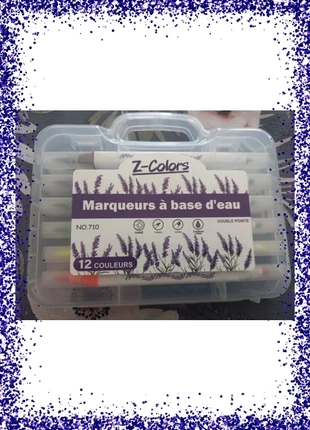 Z-Colors
Marqueurs à base d'eau
NO.710
DOUBLE POINTE
12 COULEURS